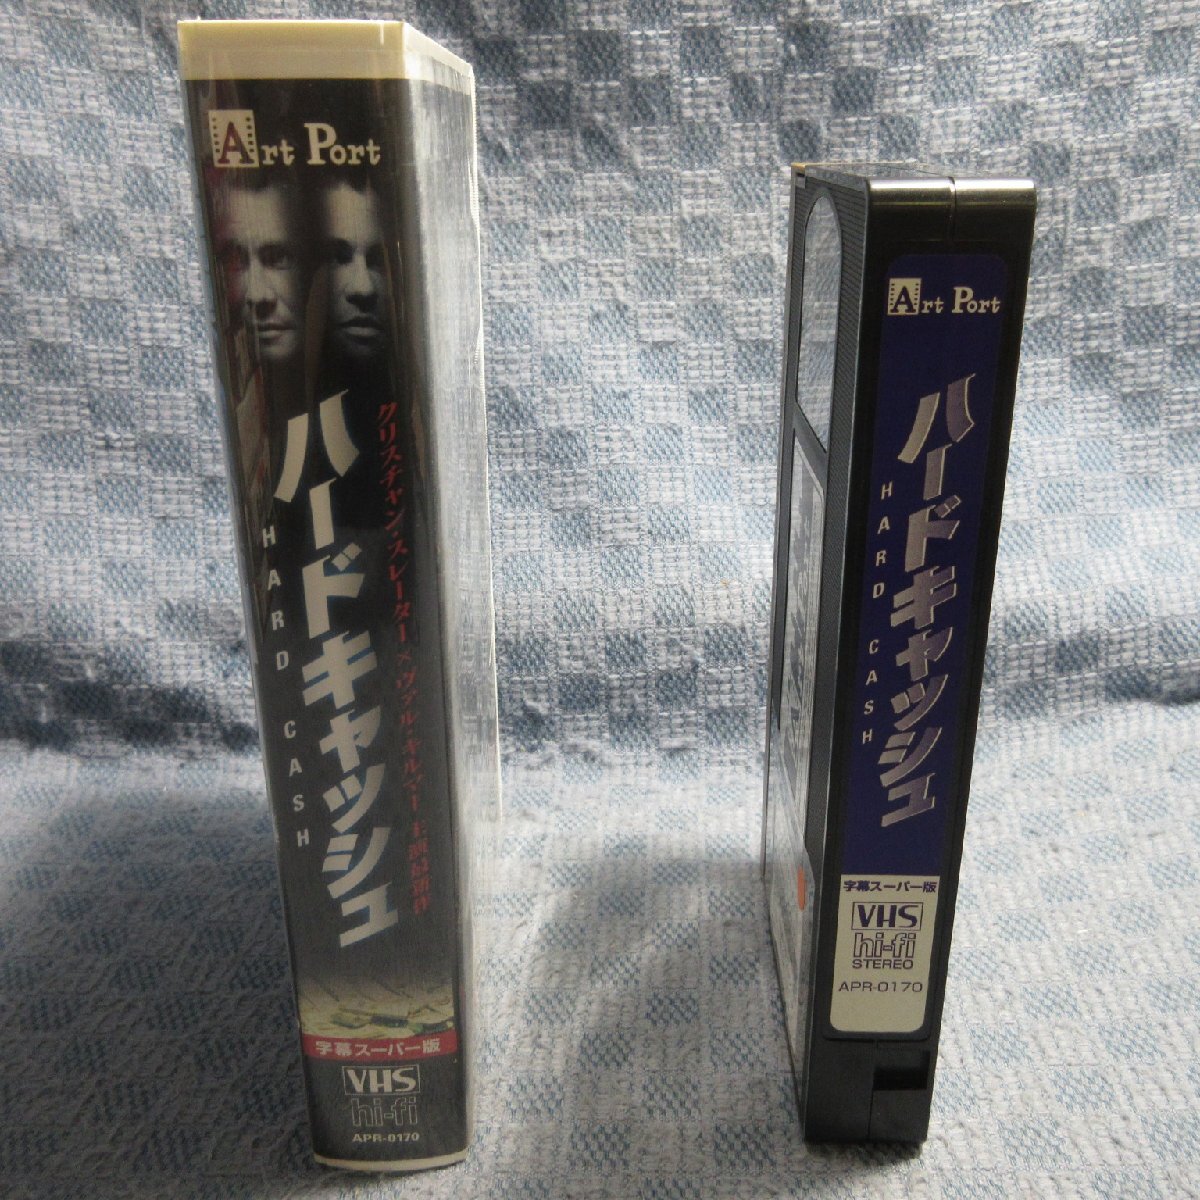 Art Port
クリスチャン・スレーター×ヴァル・キルマー主演最新作
ハードキャッシュ
HARD CASH
字幕スーパー版
VHS
hi-fi
APR-0170
Art Port
ハードキャッシュ
HARD CASH
字幕スーパー版
VHS
hi-fi
STEREO
APR-0170